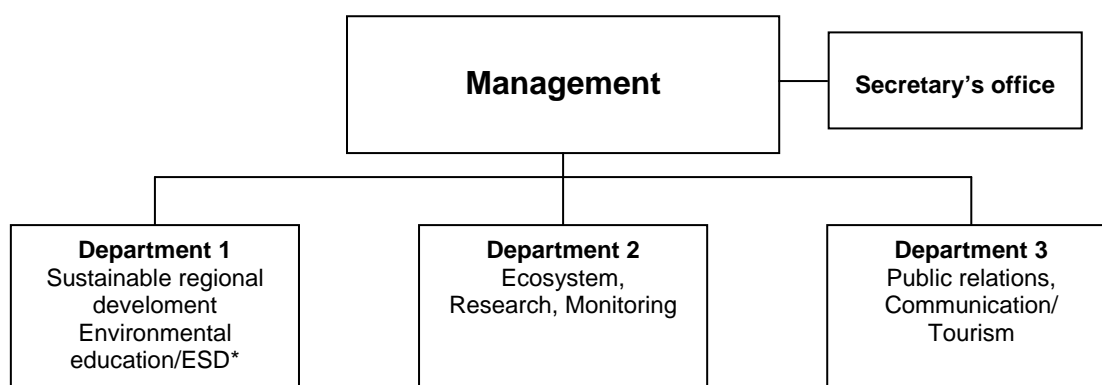 Management
Secretary's office
Department 1
Sustainable regional
develoment
Environmental
education/ESD*
Department 2
Ecosystem,
Research, Monitoring
Department 3
Public relations,
Communication/
Tourism